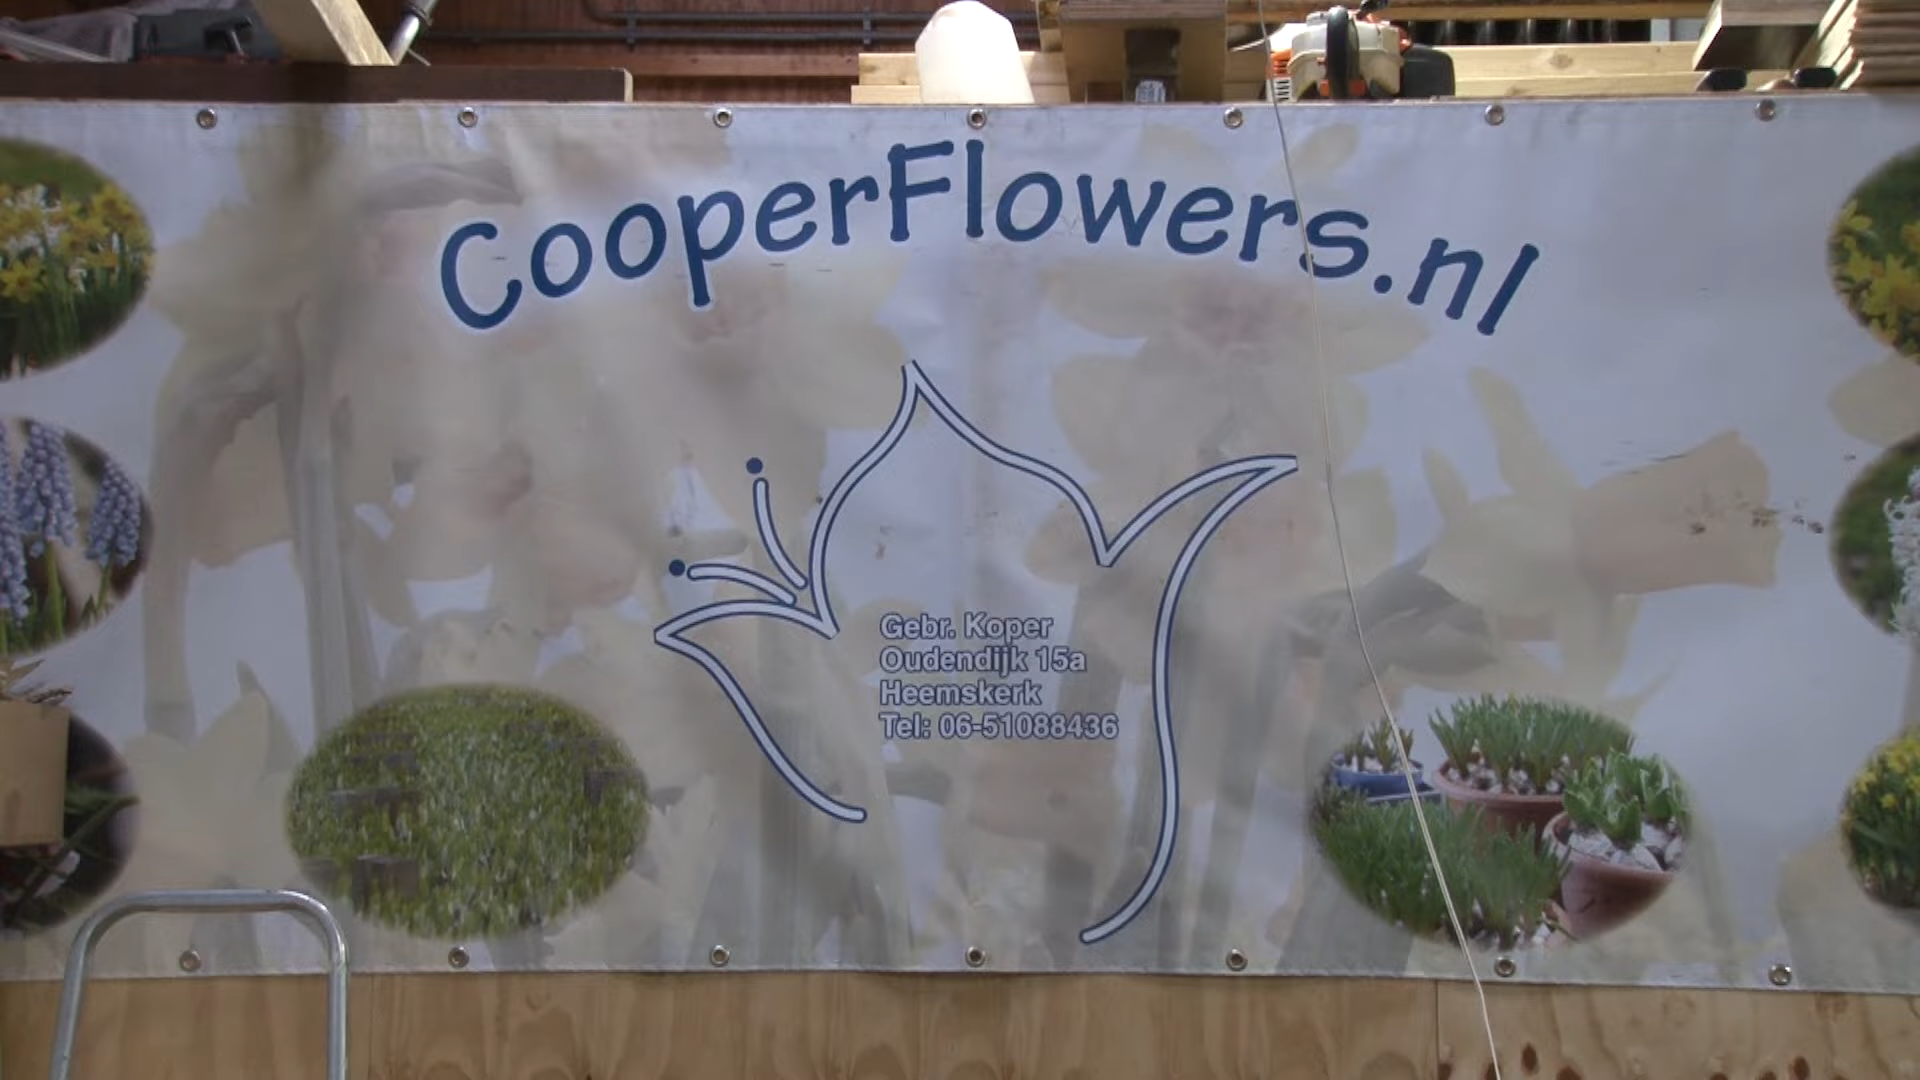 CooperFlowers.nl
Gebr. Koper
Oudendijk 15a
Heemskerk
Tel: 06-51088436